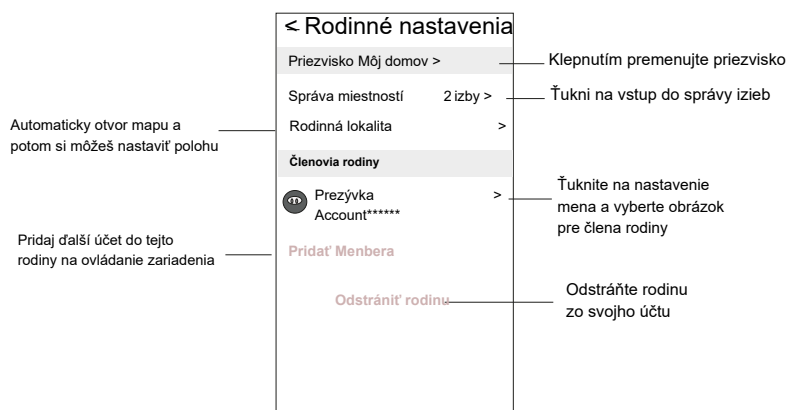 < Rodinné nastavenia
Priezvisko Môj domov >
Klepnutím premenujte priezvisko
Správa miestností 2 izby >
Ťukni na vstup do správy izieb
Automaticky otvor mapu a
potom si môžeš nastaviť polohu
Rodinná lokalita >
Členovia rodiny
Prezývka >
Account******
Ťuknite na nastavenie
mena a vyberte obrázok
pre člena rodiny
Pridaj ďalší účet do tejto
rodiny na ovládanie zariadenia
Pridať Menbera
Odstrániť rodinu
Odstráňte rodinu
zo svojho účtu